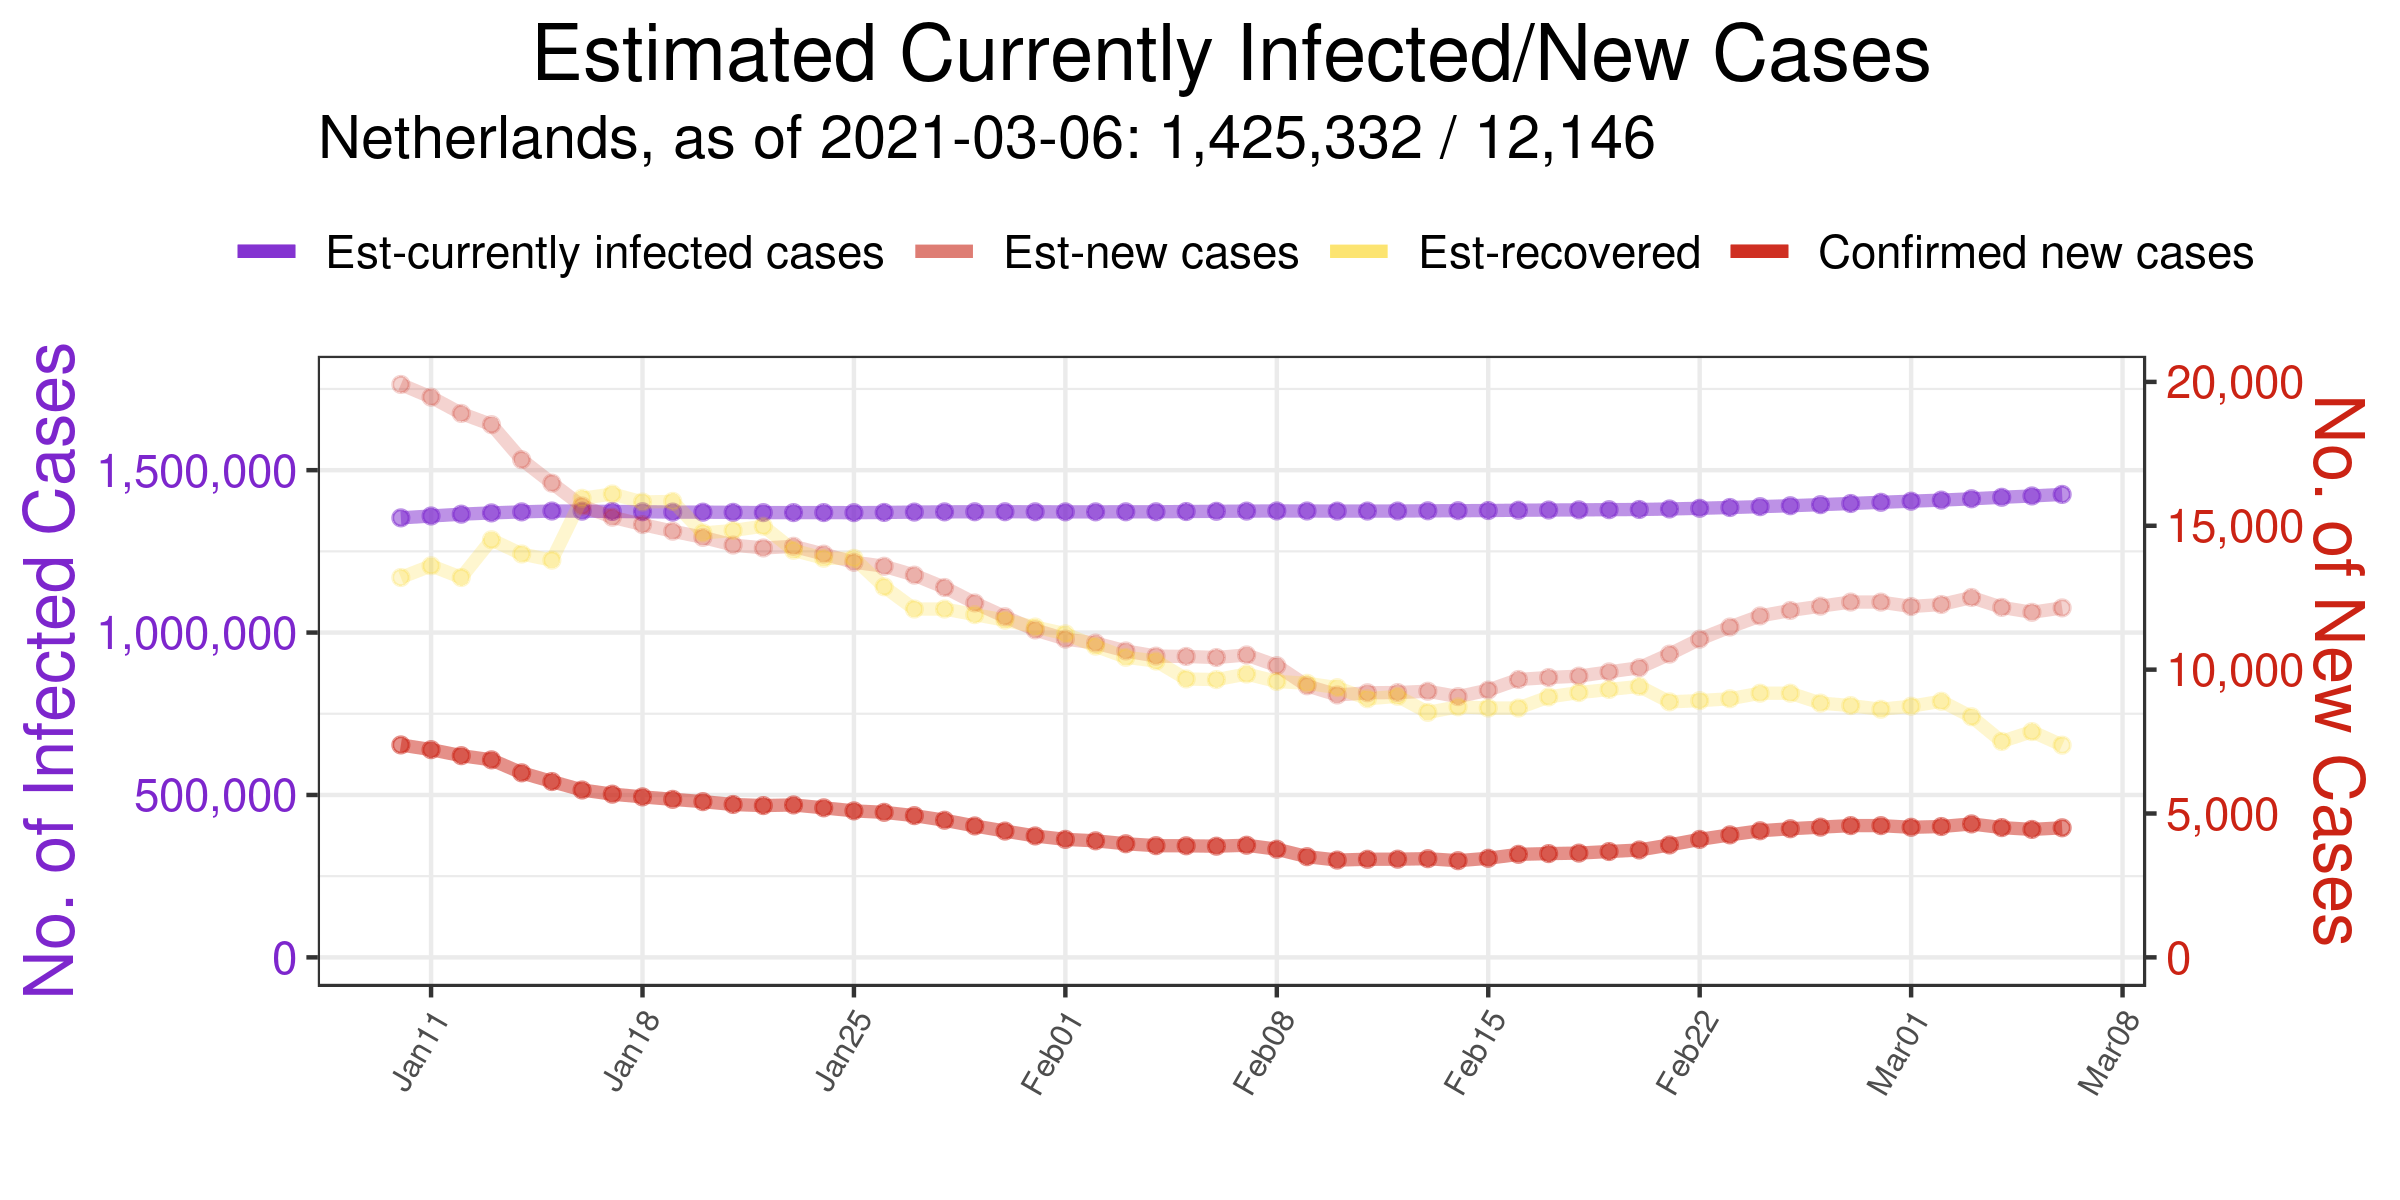 Estimated Currently Infected/New Cases
Netherlands, as of 2021-03-06: 1,425,332 / 12,146
Est-currently infected cases Est-new cases Est-recovered Confirmed new cases
No. of Infected Cases
1,500,000
1,000,000
500,000
0
20,000
15,000
10,000
5,000
0
No. of New Cases
Jan11 Jan18 Jan25 Feb01 Feb08 Feb15 Feb22 Mar01 Mar08